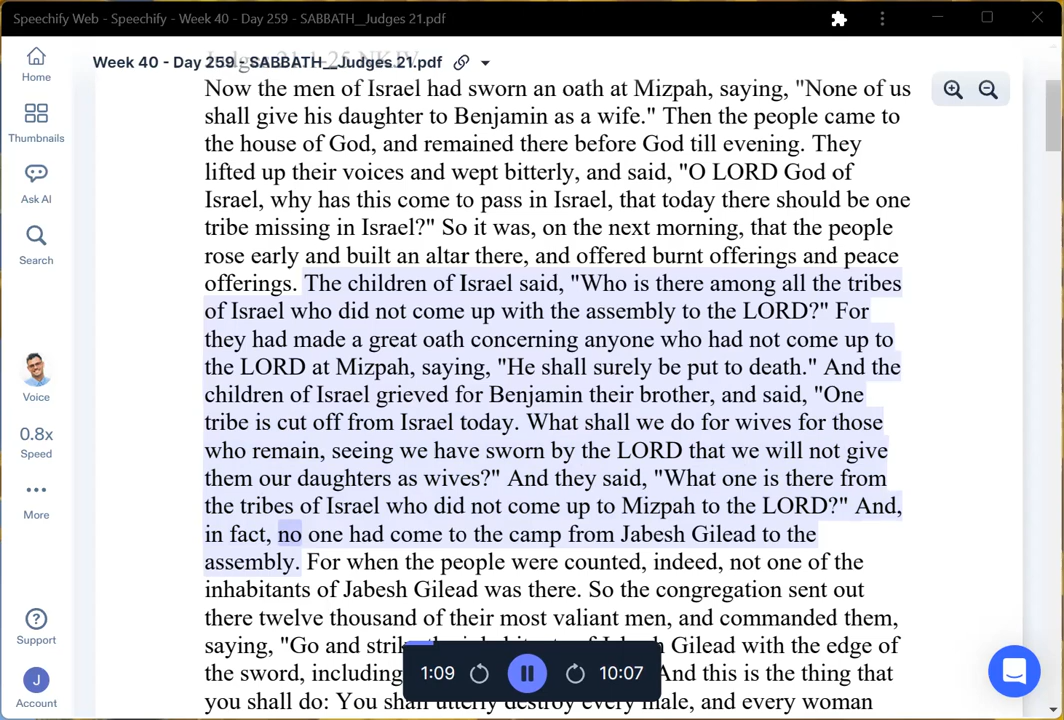 Speechify Web - Speechify - Week 40 - Day 259 - SABBATH__Judges 21.pdf
Week 40 - Day 259 - SABBATH__Judges 21.pdf
Home
Thumbnails
Ask AI
Search
Voice
0.8x
Speed
More
Support
J
Account
Now the men of Israel had sworn an oath at Mizpah, saying, "None of us
shall give his daughter to Benjamin as a wife." Then the people came to
the house of God, and remained there before God till evening. They
lifted up their voices and wept bitterly, and said, "O LORD God of
Israel, why has this come to pass in Israel, that today there should be one
tribe missing in Israel?" So it was, on the next morning, that the people
rose early and built an altar there, and offered burnt offerings and peace
offerings. The children of Israel said, "Who is there among all the tribes
of Israel who did not come up with the assembly to the LORD?" For
they had made a great oath concerning anyone who had not come up to
the LORD at Mizpah, saying, "He shall surely be put to death." And the
children of Israel grieved for Benjamin their brother, and said, "One
tribe is cut off from Israel today. What shall we do for wives for those
who remain, seeing we have sworn by the LORD that we will not give
them our daughters as wives?" And they said, "What one is there from
the tribes of Israel who did not come up to Mizpah to the LORD?" And,
in fact, no one had come to the camp from Jabesh Gilead to the
assembly. For when the people were counted, indeed, not one of the
inhabitants of Jabesh Gilead was there. So the congregation sent out
there twelve thousand of their most valiant men, and commanded them,
saying, "Go and Gilead with the edge of
the sword, including And this is the thing that
you shall do: You shall utterly destroy every male, and every woman
1:09
10:07